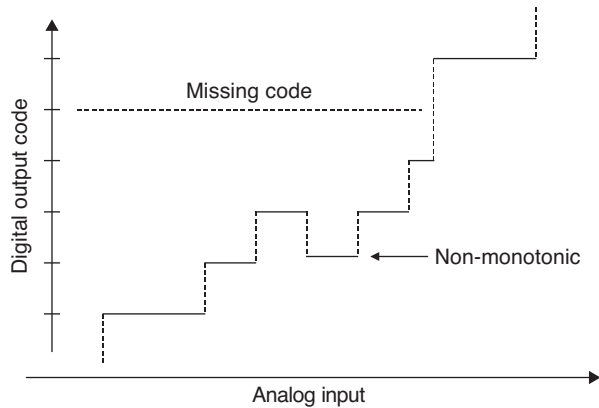 Missing code
Digital output code
Non-monotonic
Analog input